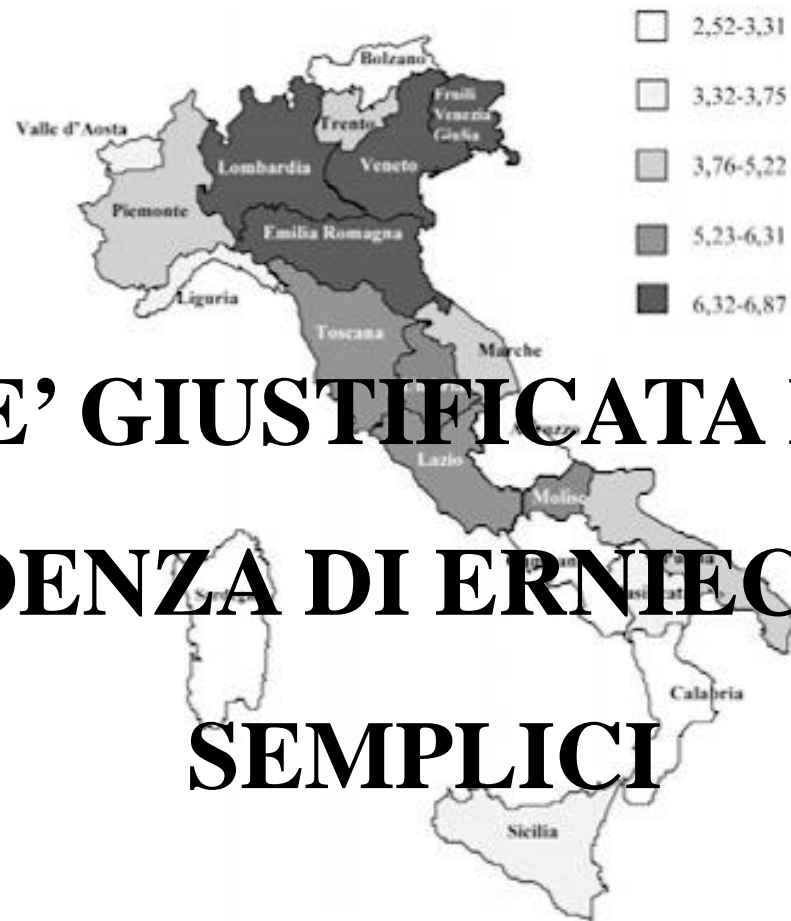 2,52-3,31
3,32-3,75
3,76-5,22
5,23-6,31
6,32-6,87
Bolzano
Valle d'Aosta
Trento
Fruili
Venezia
Giulia
Lombardia
Veneto
Piemonte
Emilia Romagna
Liguria
Toscana
Marche
E' GIUSTIFICATA
Lazio
Molise
DENZA DI ERNIEC
Calabria
SEMPLICI
Sicilia